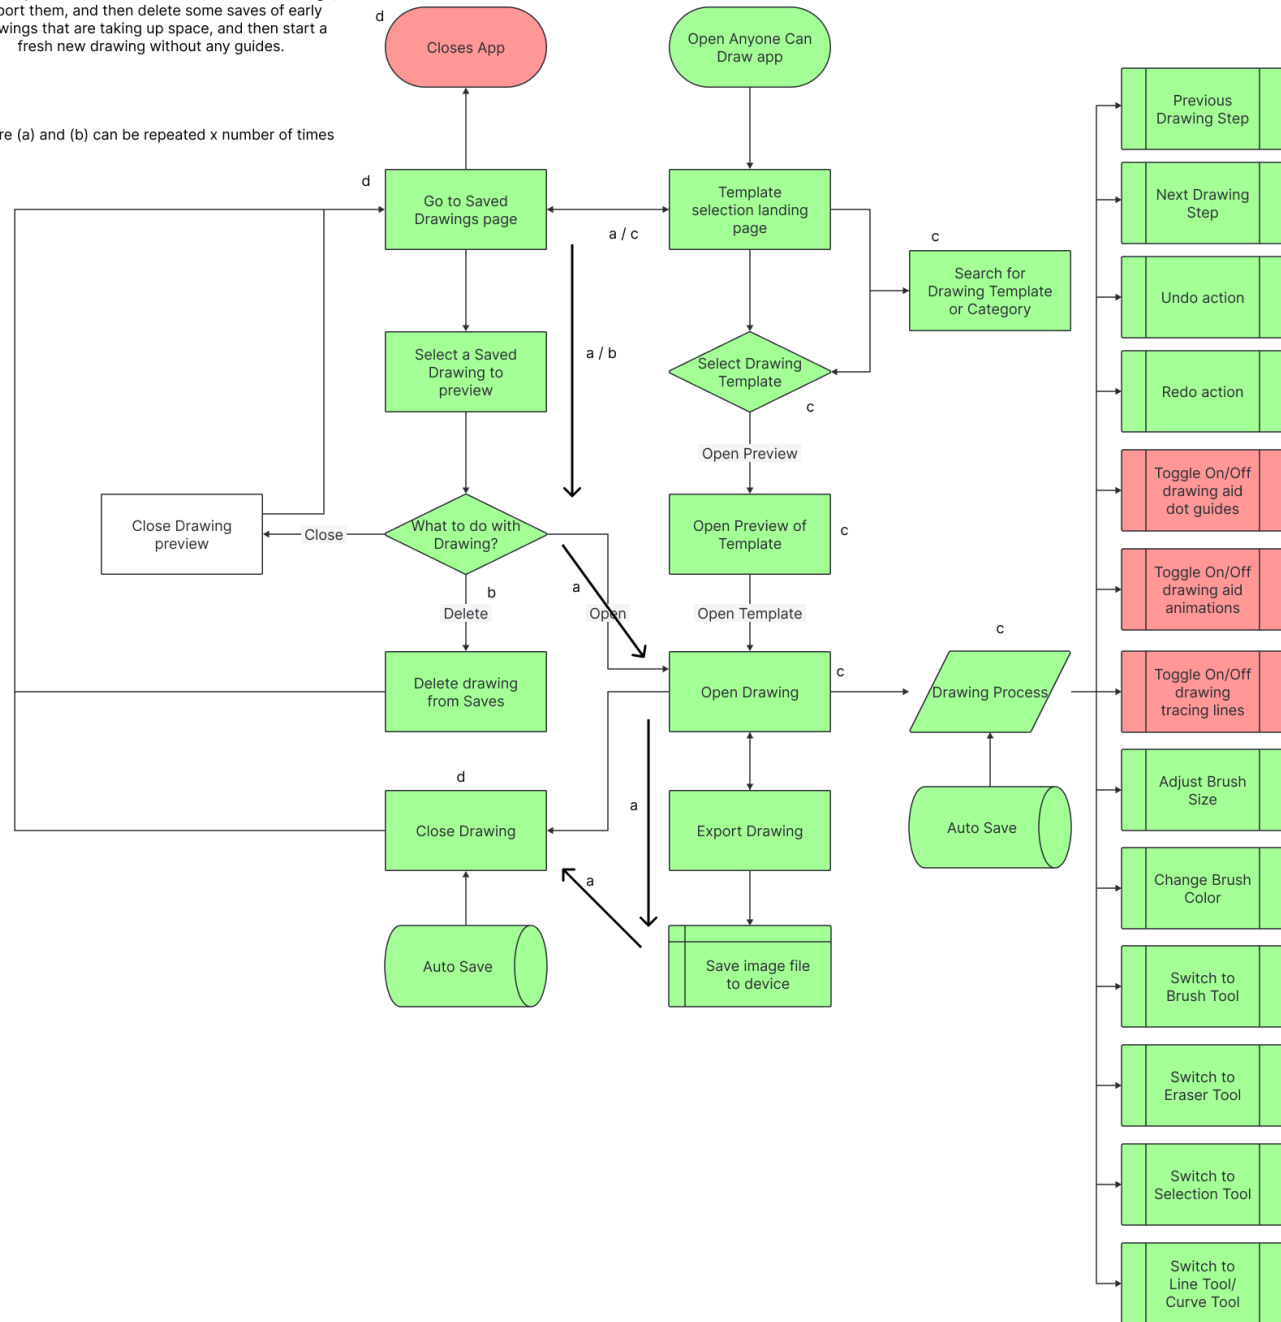 port them, and then delete some saves of early
wings that are taking up space, and then start a
fresh new drawing without any guides.
re (a) and (b) can be repeated x number of times
d
Closes App
Open Anyone Can
Draw app
d
Go to Saved
Drawings page
a / c
Template
selection landing
page
c
Search for
Drawing Template
or Category
Select a Saved
Drawing to
preview
a / b
Select Drawing
Template
c
Open Preview
Close Drawing
preview
Close
What to do with
Drawing?
b
Delete
a
Open
Open Preview of
Template
c
Open Template
Delete drawing
from Saves
Open Drawing
c
c
Drawing Process
d
Close Drawing
a
Export Drawing
Auto Save
a
Auto Save
Save image file
to device
Previous
Drawing Step
Next Drawing
Step
Undo action
Redo action
Toggle On/Off
drawing aid
dot guides
Toggle On/Off
drawing aid
animations
Toggle On/Off
drawing
tracing lines
Adjust Brush
Size
Change Brush
Color
Switch to
Brush Tool
Switch to
Eraser Tool
Switch to
Selection Tool
Switch to
Line Tool/
Curve Tool